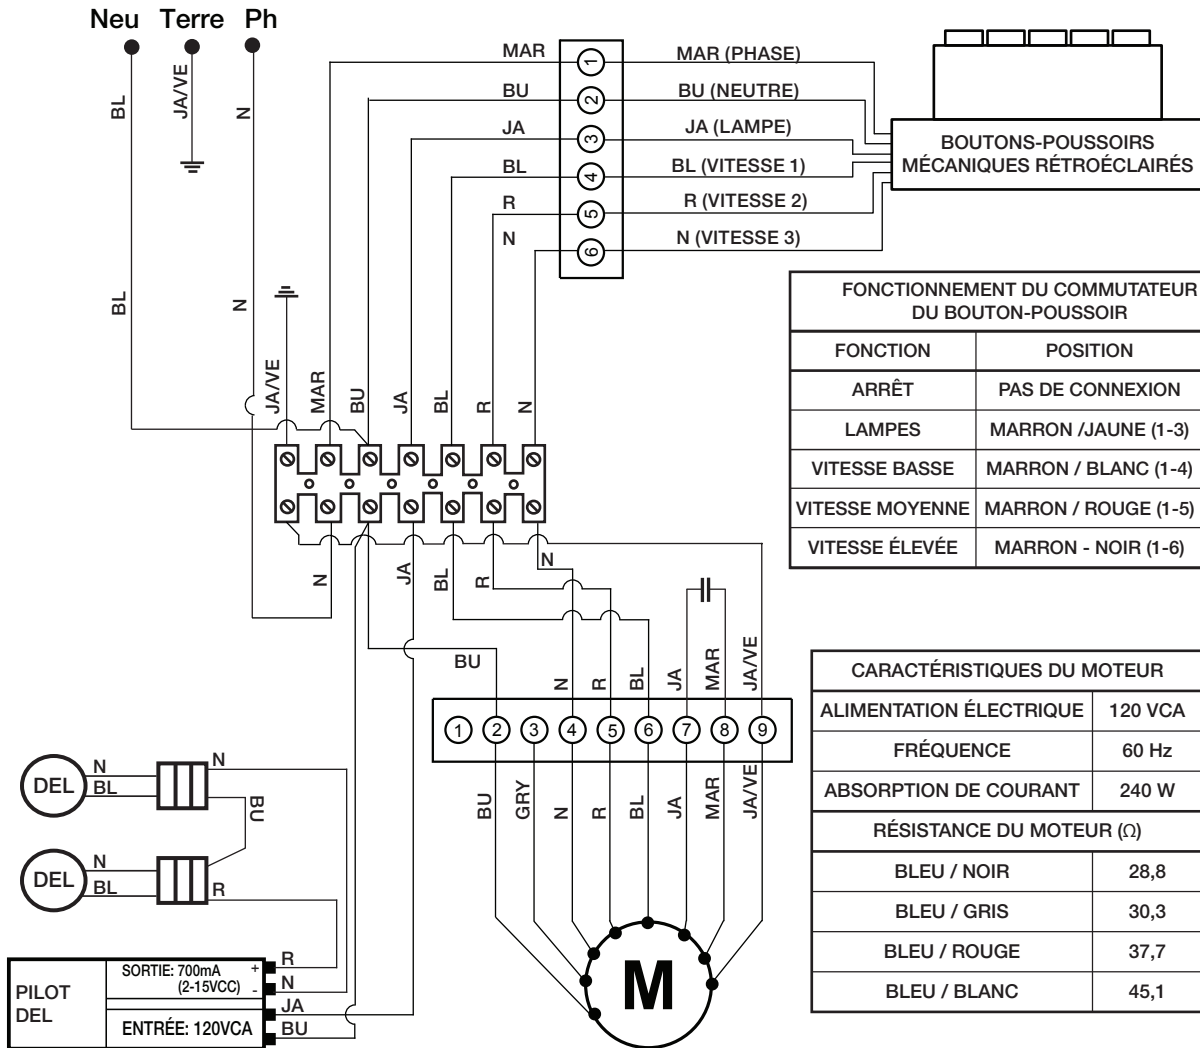 Neu Terre Ph
BL
JA/VE
N
BL
N
MAR
BU
JA
BL
R
N
1
2
3
4
5
6
MAR (PHASE)
BU (NEUTRE)
JA (LAMPE)
BL (VITESSE 1)
R (VITESSE 2)
N (VITESSE 3)
BOUTONS-POUSSOIRS
MÉCANIQUES RÉTROÉCLAIRÉS
FONCTIONNEMENT DU COMMUTATEUR
DU BOUTON-POUSSOIR
FONCTION POSITION
ARRÊT PAS DE CONNEXION
LAMPES MARRON /JAUNE (1-3)
VITESSE BASSE MARRON / BLANC (1-4)
VITESSE MOYENNE MARRON / ROUGE (1-5)
VITESSE ÉLEVÉE MARRON - NOIR (1-6)
JA/VE MAR BU JA BL R N
N JA BL R N
BU N R BL JA MAR JA/VE
1 2 3 4 5 6 7 8 9
BU GRY N R BL JA MAR JA/VE
M
CARACTÉRISTIQUES DU MOTEUR
ALIMENTATION ÉLECTRIQUE 120 VCA
FRÉQUENCE 60 Hz
ABSORPTION DE COURANT 240 W
RÉSISTANCE DU MOTEUR (Ω)
BLEU / NOIR 28,8
BLEU / GRIS 30,3
BLEU / ROUGE 37,7
BLEU / BLANC 45,1
DEL N BL N
BU
DEL N BL R
PILOT
DEL
SORTIE: 700mA +
(2-15VCC) -
ENTRÉE: 120VCA
R
N
JA
BU